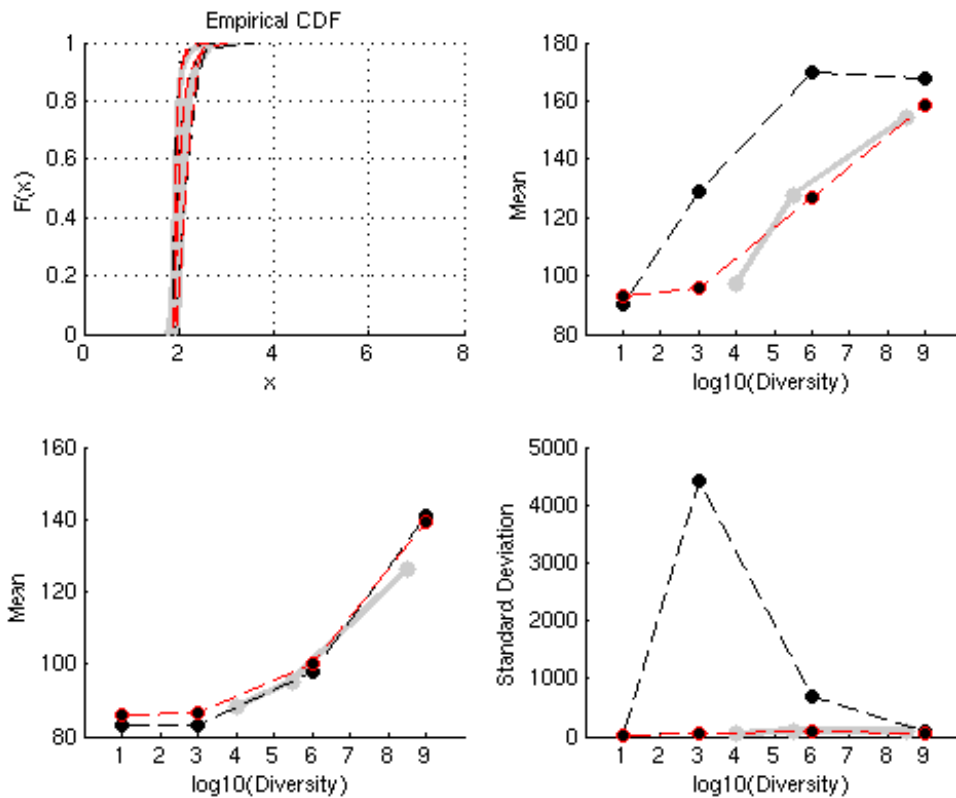 Empirical CDF
1
0.8
0.6
0.4
0.2
0
F(x)
0 2 4 6 8
x
180
160
140
120
100
80
Mean
1 2 3 4 5 6 7 8 9
log10(Diversity)
160
140
120
100
80
Mean
1 2 3 4 5 6 7 8 9
log10(Diversity)
5000
4000
3000
2000
1000
0
Standard Deviation
1 2 3 4 5 6 7 8 9
log10(Diversity)